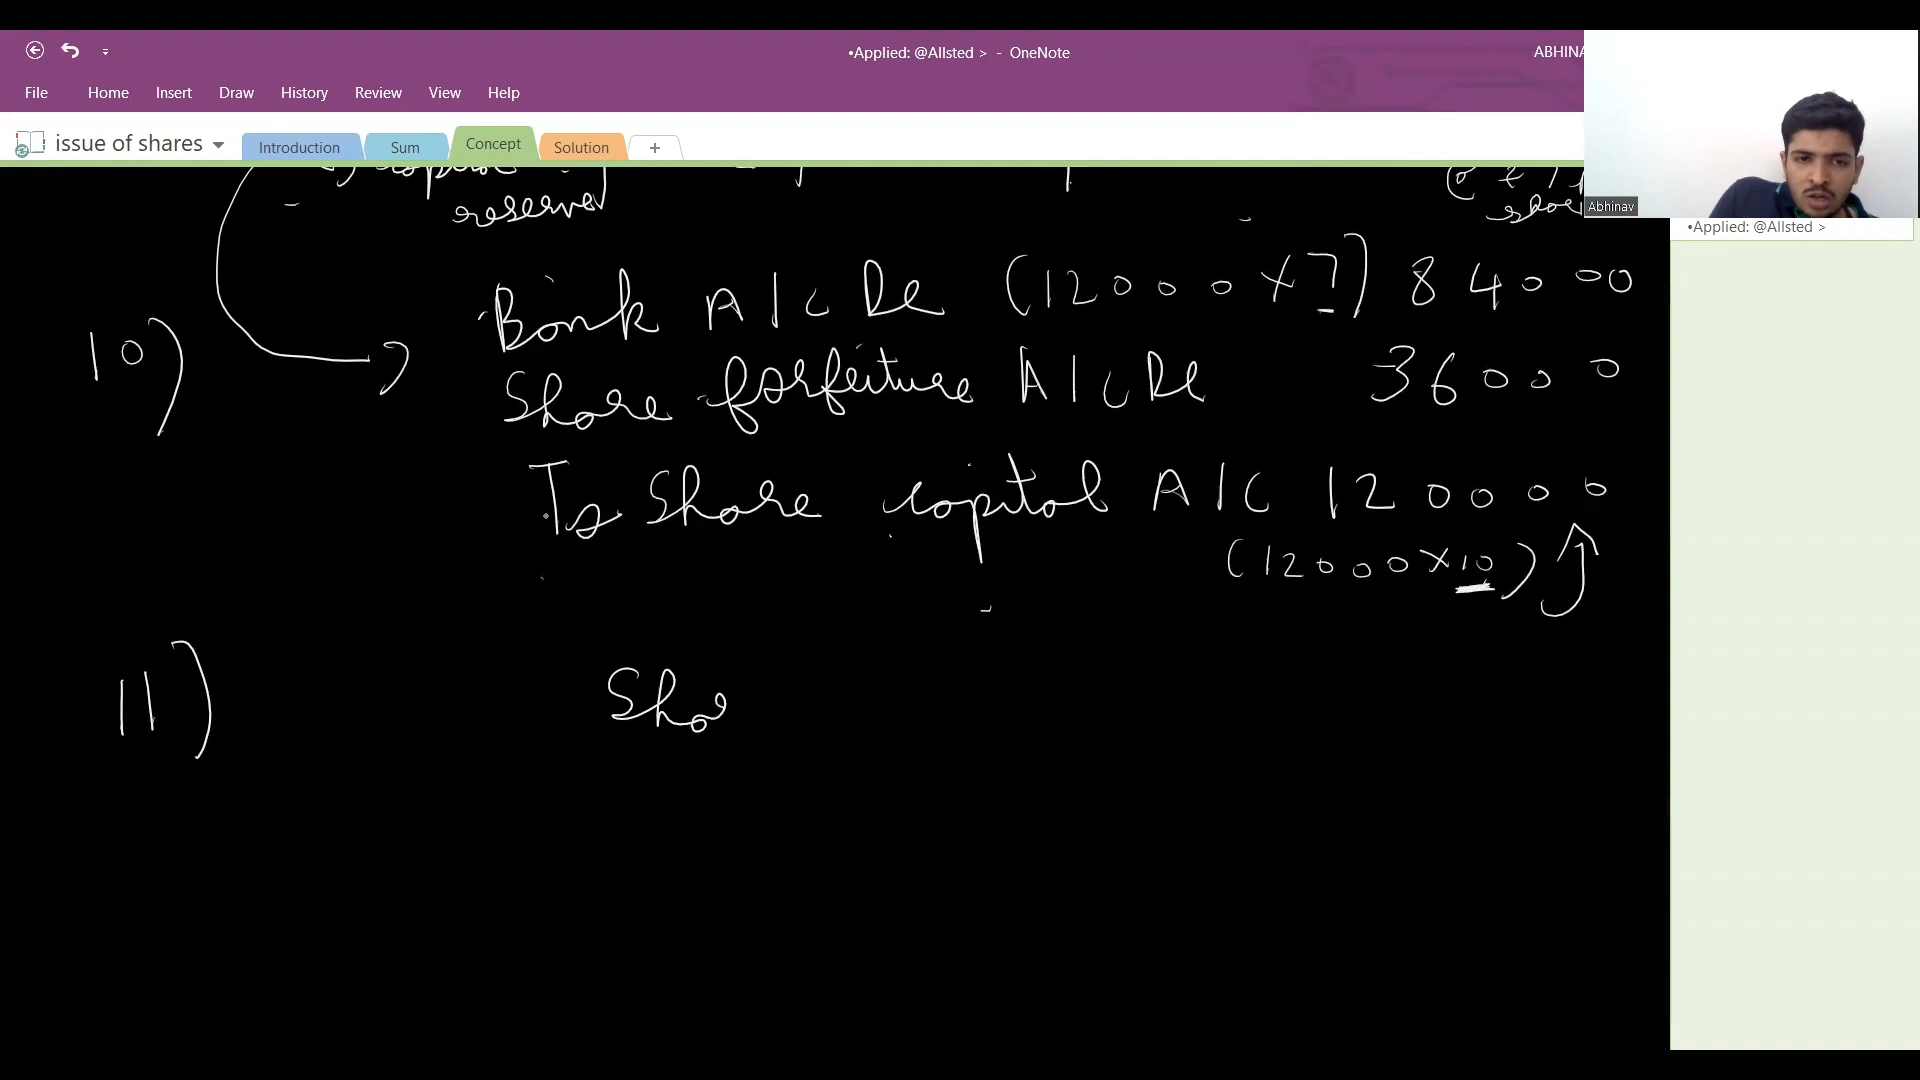 •Applied: @Allsted > - OneNote
ABHINA
File Home Insert Draw History Review View Help
issue of shares
Introduction Sum Concept Solution +
Abhinav
•Applied: @Allsted >
reserve)
10) Bank A/C Dr (12000 X 7) 84000
Share forfeiture A/C Dr 36000
To Share capital A/C 120000
(12000 X 10)
11) Sha